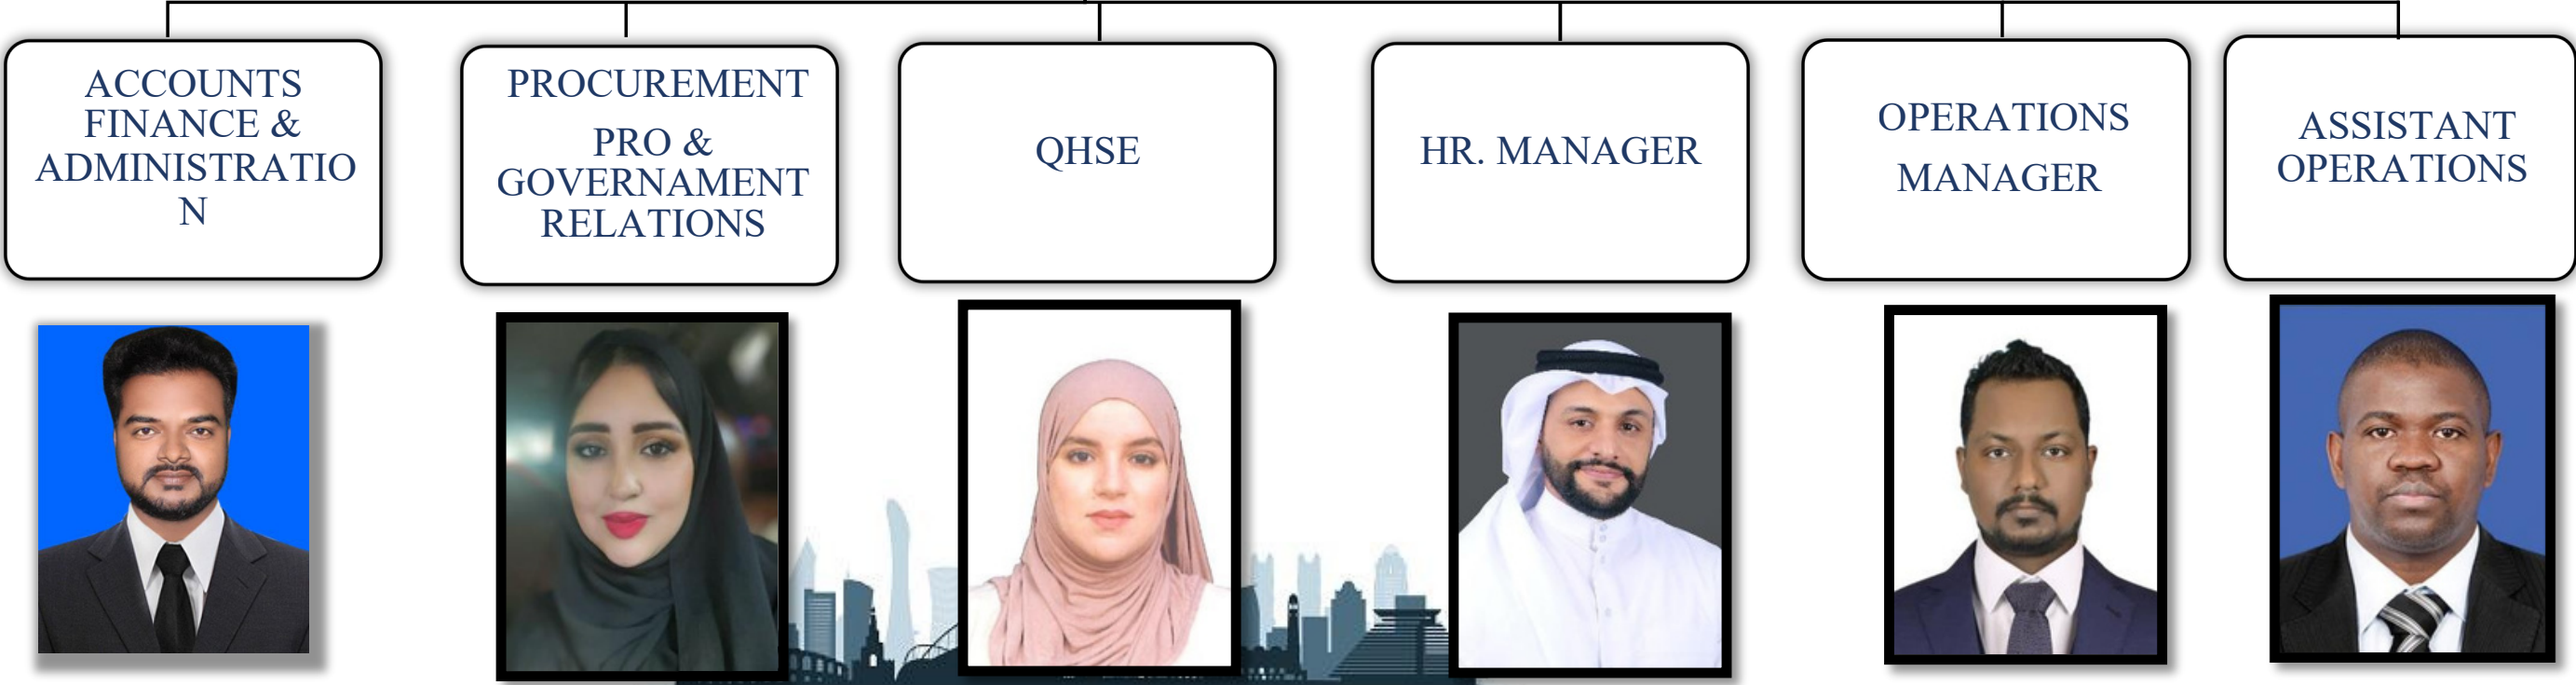 ACCOUNTS
FINANCE &
ADMINISTRATIO
N
PROCUREMENT
PRO &
GOVERNAMENT
RELATIONS
QHSE
HR. MANAGER
OPERATIONS
MANAGER
ASSISTANT
OPERATIONS